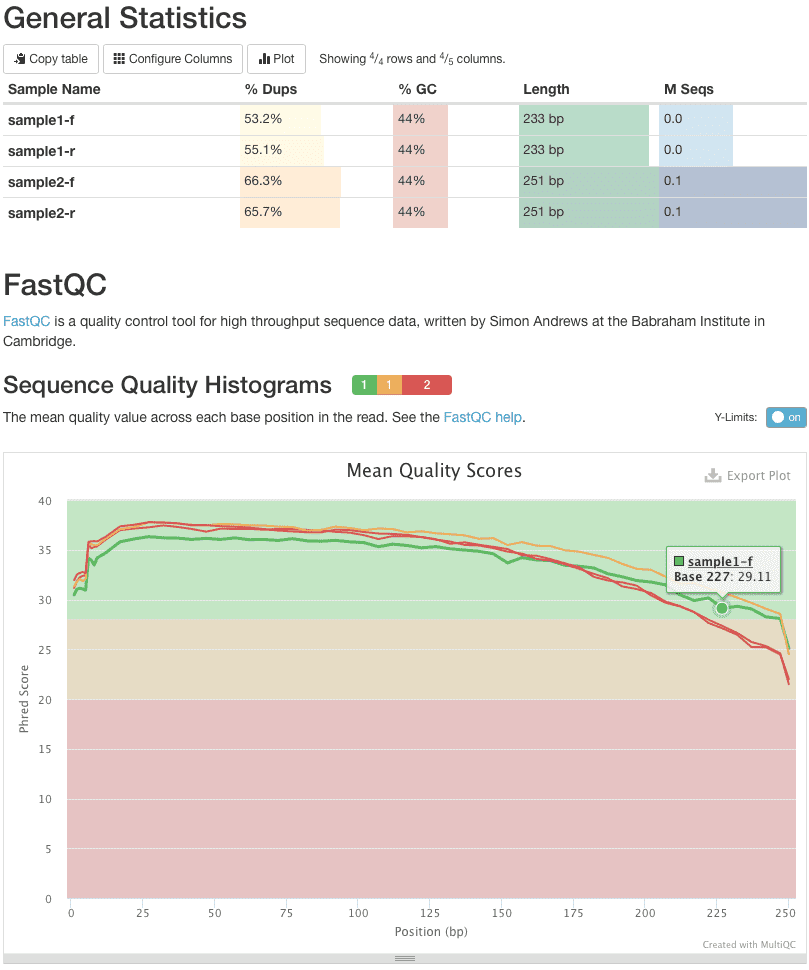 General Statistics
Copy table Configure Columns Plot Showing 4/4 rows and 4/5 columns.
Sample Name % Dups % GC Length M Seqs
sample1-f 53.2% 44% 233 bp 0.0
sample1-r 55.1% 44% 233 bp 0.0
sample2-f 66.3% 44% 251 bp 0.1
sample2-r 65.7% 44% 251 bp 0.1
FastQC
FastQC is a quality control tool for high throughput sequence data, written by Simon Andrews at the Babraham Institute in
Cambridge.
Sequence Quality Histograms 1 1 2
The mean quality value across each base position in the read. See the FastQC help. Y-Limits: on
Mean Quality Scores
Export Plot
40
35
30
25
20
15
10
5
0
Phred Score
sample1-f
Base 227: 29.11
0 25 50 75 100 125 150 175 200 225 250
Position (bp)
Created with MultiQC